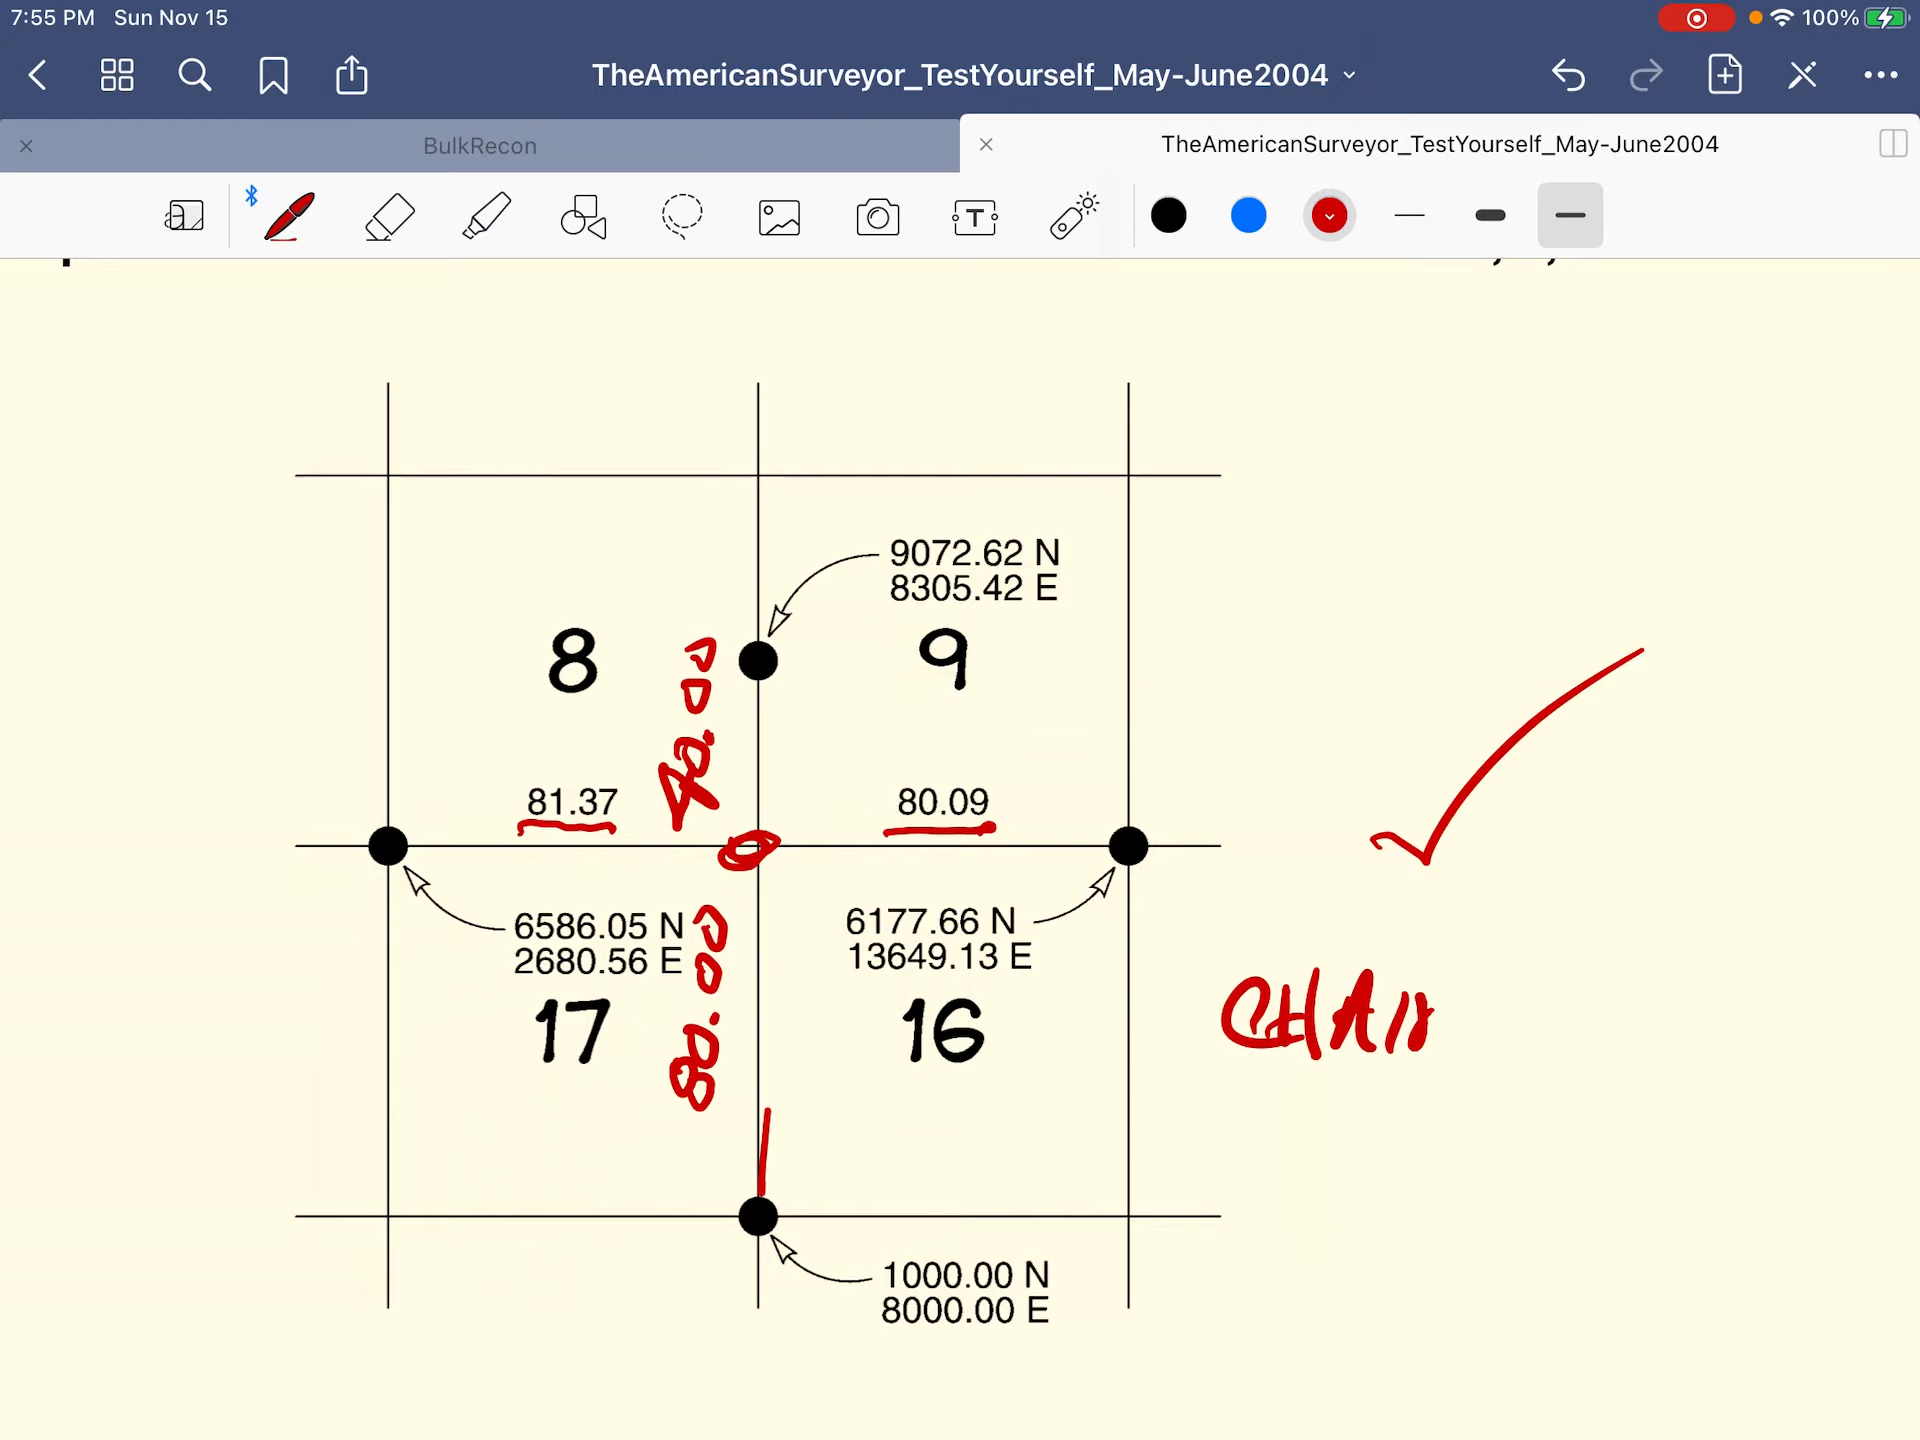 7:55 PM Sun Nov 15
100%
TheAmericanSurveyor_TestYourself_May-June2004
BulkRecon
TheAmericanSurveyor_TestYourself_May-June2004
a
T
9072.62 N
8305.42 E
8
9
40.00
81.37
80.09
6586.05 N
2680.56 E
6177.66 N
13649.13 E
80.00
17
16
1000.00 N
8000.00 E